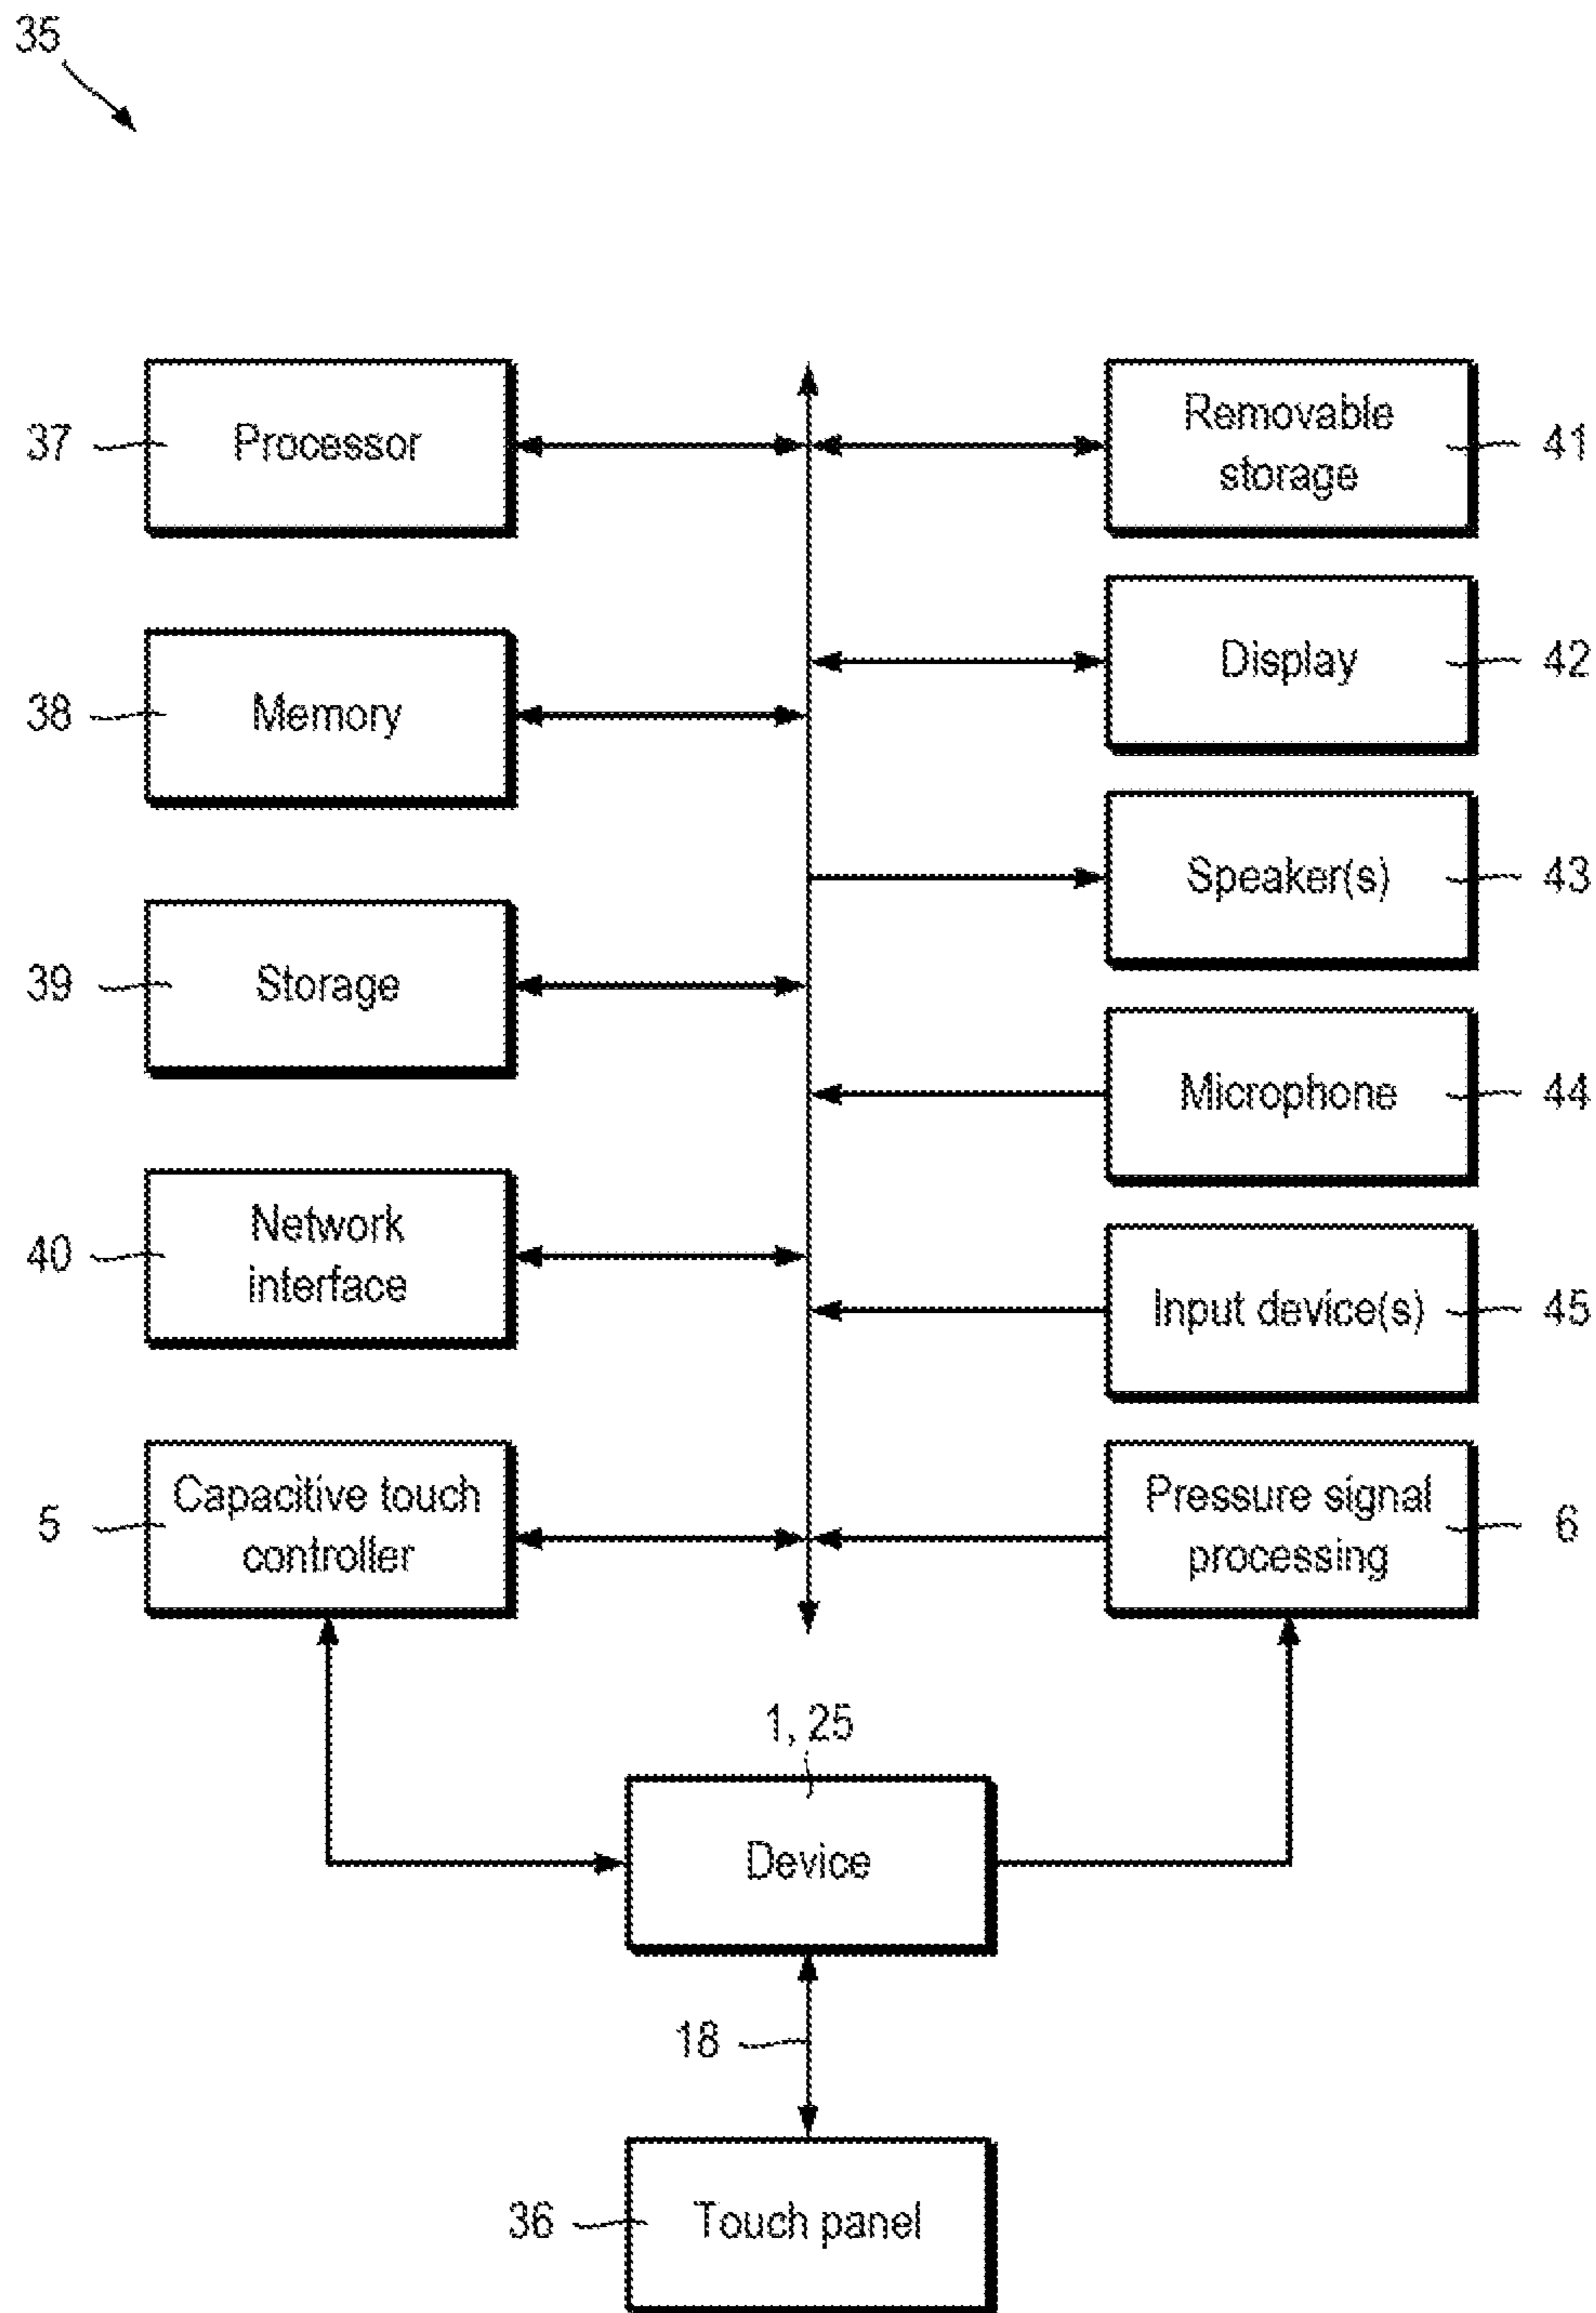 35
37
Processor
Removable
storage
41
Display
42
38
Memory
Speaker(s)
43
39
Storage
Microphone
44
40
Network
interface
Input device(s)
45
5
Capacitive touch
controller
Pressure signal
processing
6
1, 25
Device
18
36
Touch panel